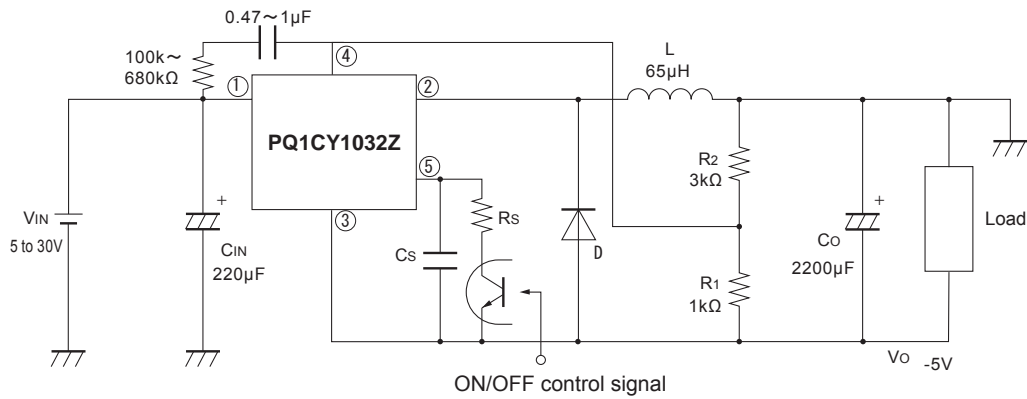 0.47～1μF
100k～
680kΩ
④
L
65μH
①
②
PQ1CY1032Z
R2
3kΩ
⑤
+
+
③
RS
VIN
5 to 30V
CIN
220μF
CS
D
CO
2200μF
Load
R1
1kΩ
VO -5V
ON/OFF control signal